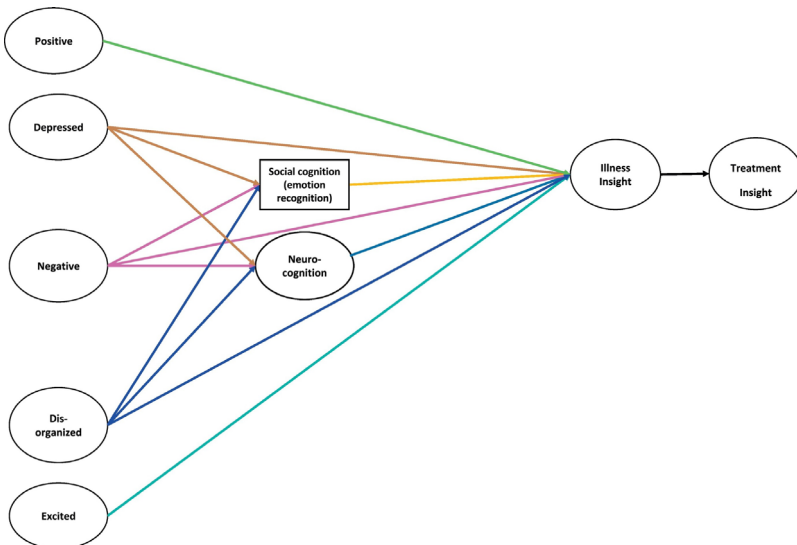 Positive
Depressed
Social cognition
(emotion
recognition)
Illness
Insight
Treatment
Insight
Negative
Neuro-
cognition
Dis-
organized
Excited